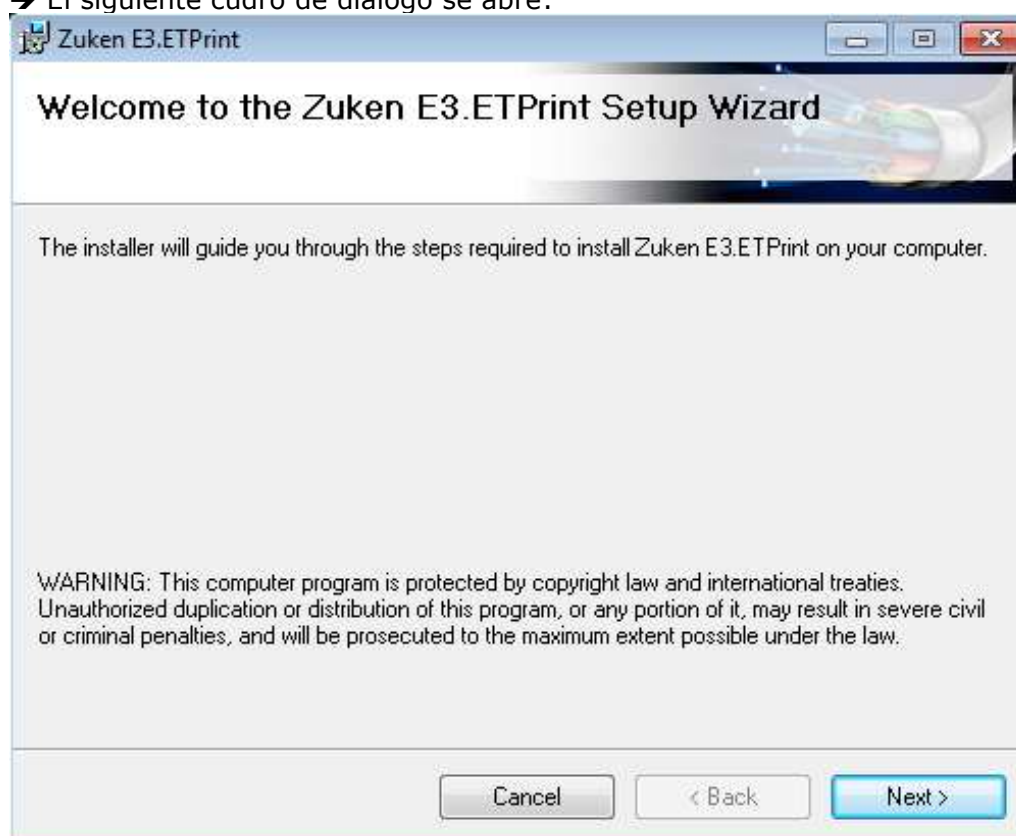 → El siguiente cudro de diálogo se abre:
Zuken E3.ETPrint
Welcome to the Zuken E3.ETPrint Setup Wizard
The installer will guide you through the steps required to install Zuken E3.ETPrint on your computer.
WARNING: This computer program is protected by copyright law and international treaties.
Unauthorized duplication or distribution of this program, or any portion of it, may result in severe civil
or criminal penalties, and will be prosecuted to the maximum extent possible under the law.
Cancel < Back Next >